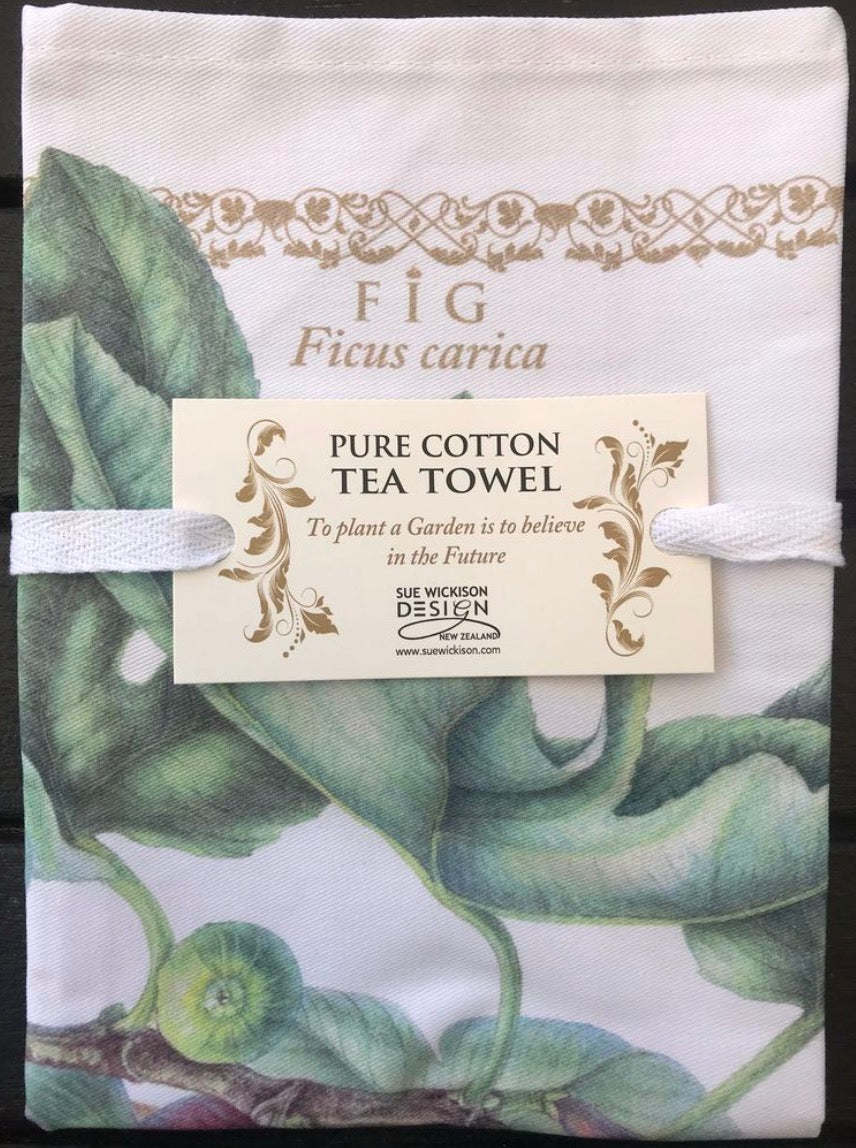 FIG
Ficus carica
PURE COTTON
TEA TOWEL
To plant a Garden is to believe
in the Future
SUE WICKISON
DESIGN
NEW ZEALAND
www.suewickison.com